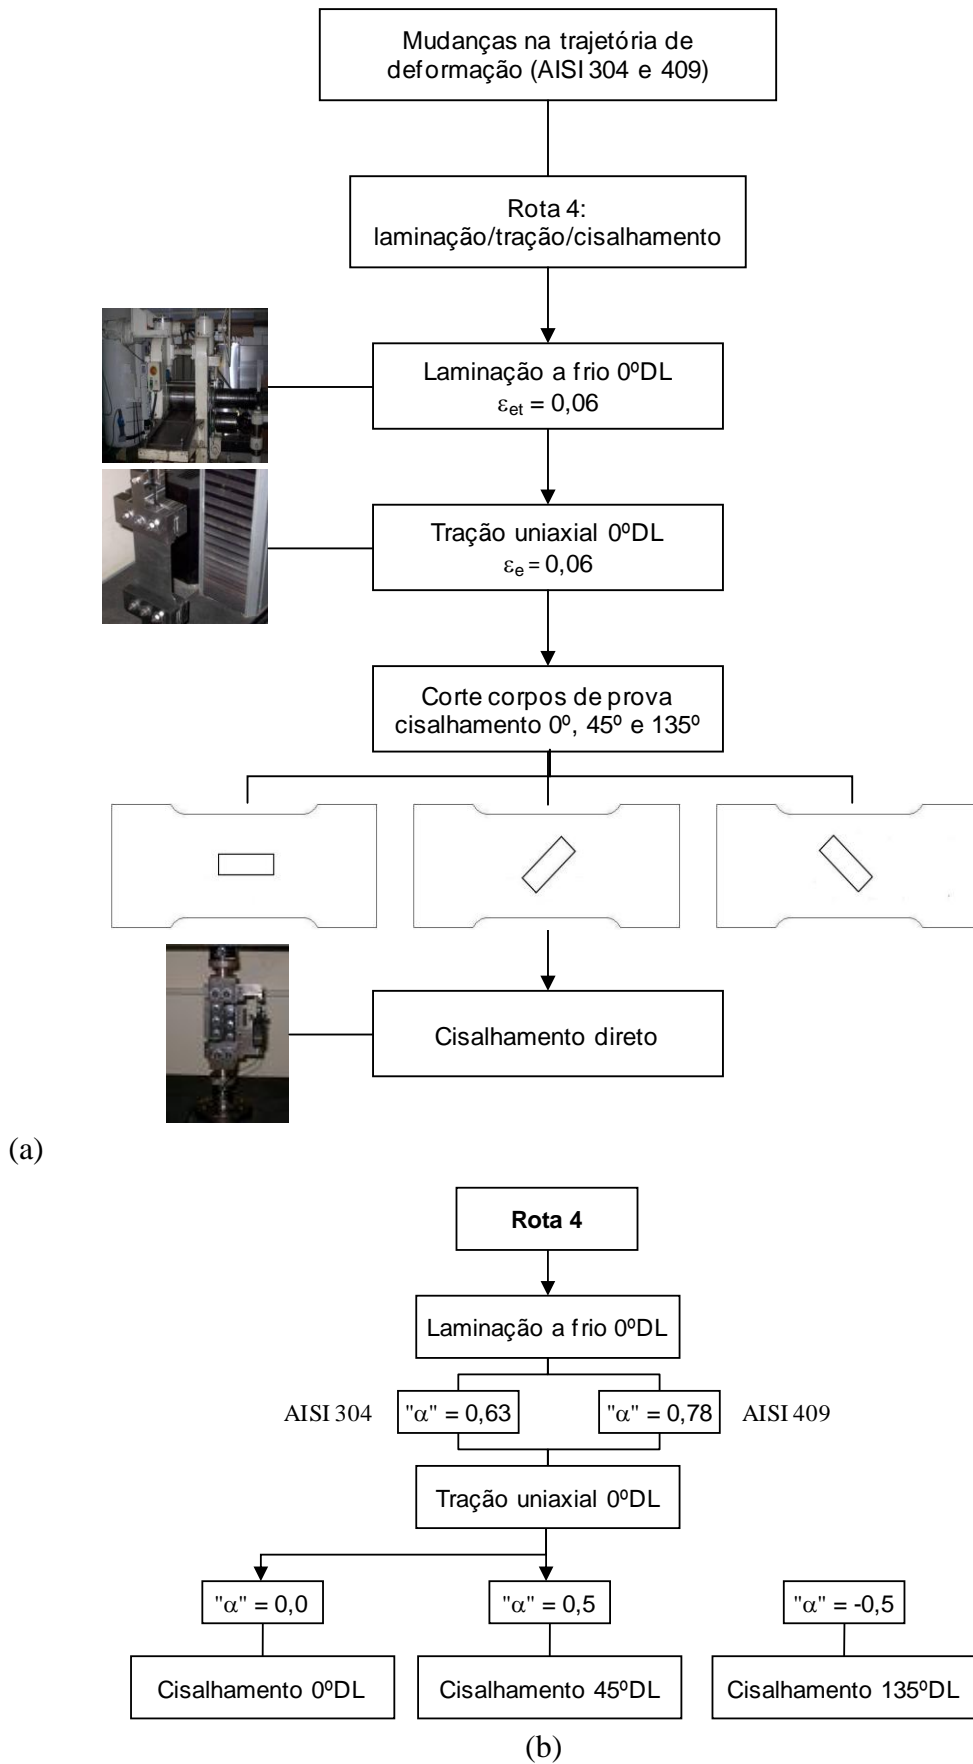 Mudanças na trajetória de
deformação (AISI 304 e 409)
Rota 4:
laminação/tração/cisalhamento
Laminação a frio 0ºDL
εet = 0,06
Tração uniaxial 0ºDL
εe = 0,06
Corte corpos de prova
cisalhamento 0º, 45º e 135º
Cisalhamento direto
(a)
Rota 4
Laminação a frio 0ºDL
AISI 304 "α" = 0,63 "α" = 0,78 AISI 409
Tração uniaxial 0ºDL
"α" = 0,0 "α" = 0,5 "α" = -0,5
Cisalhamento 0ºDL Cisalhamento 45ºDL Cisalhamento 135ºDL
(b)